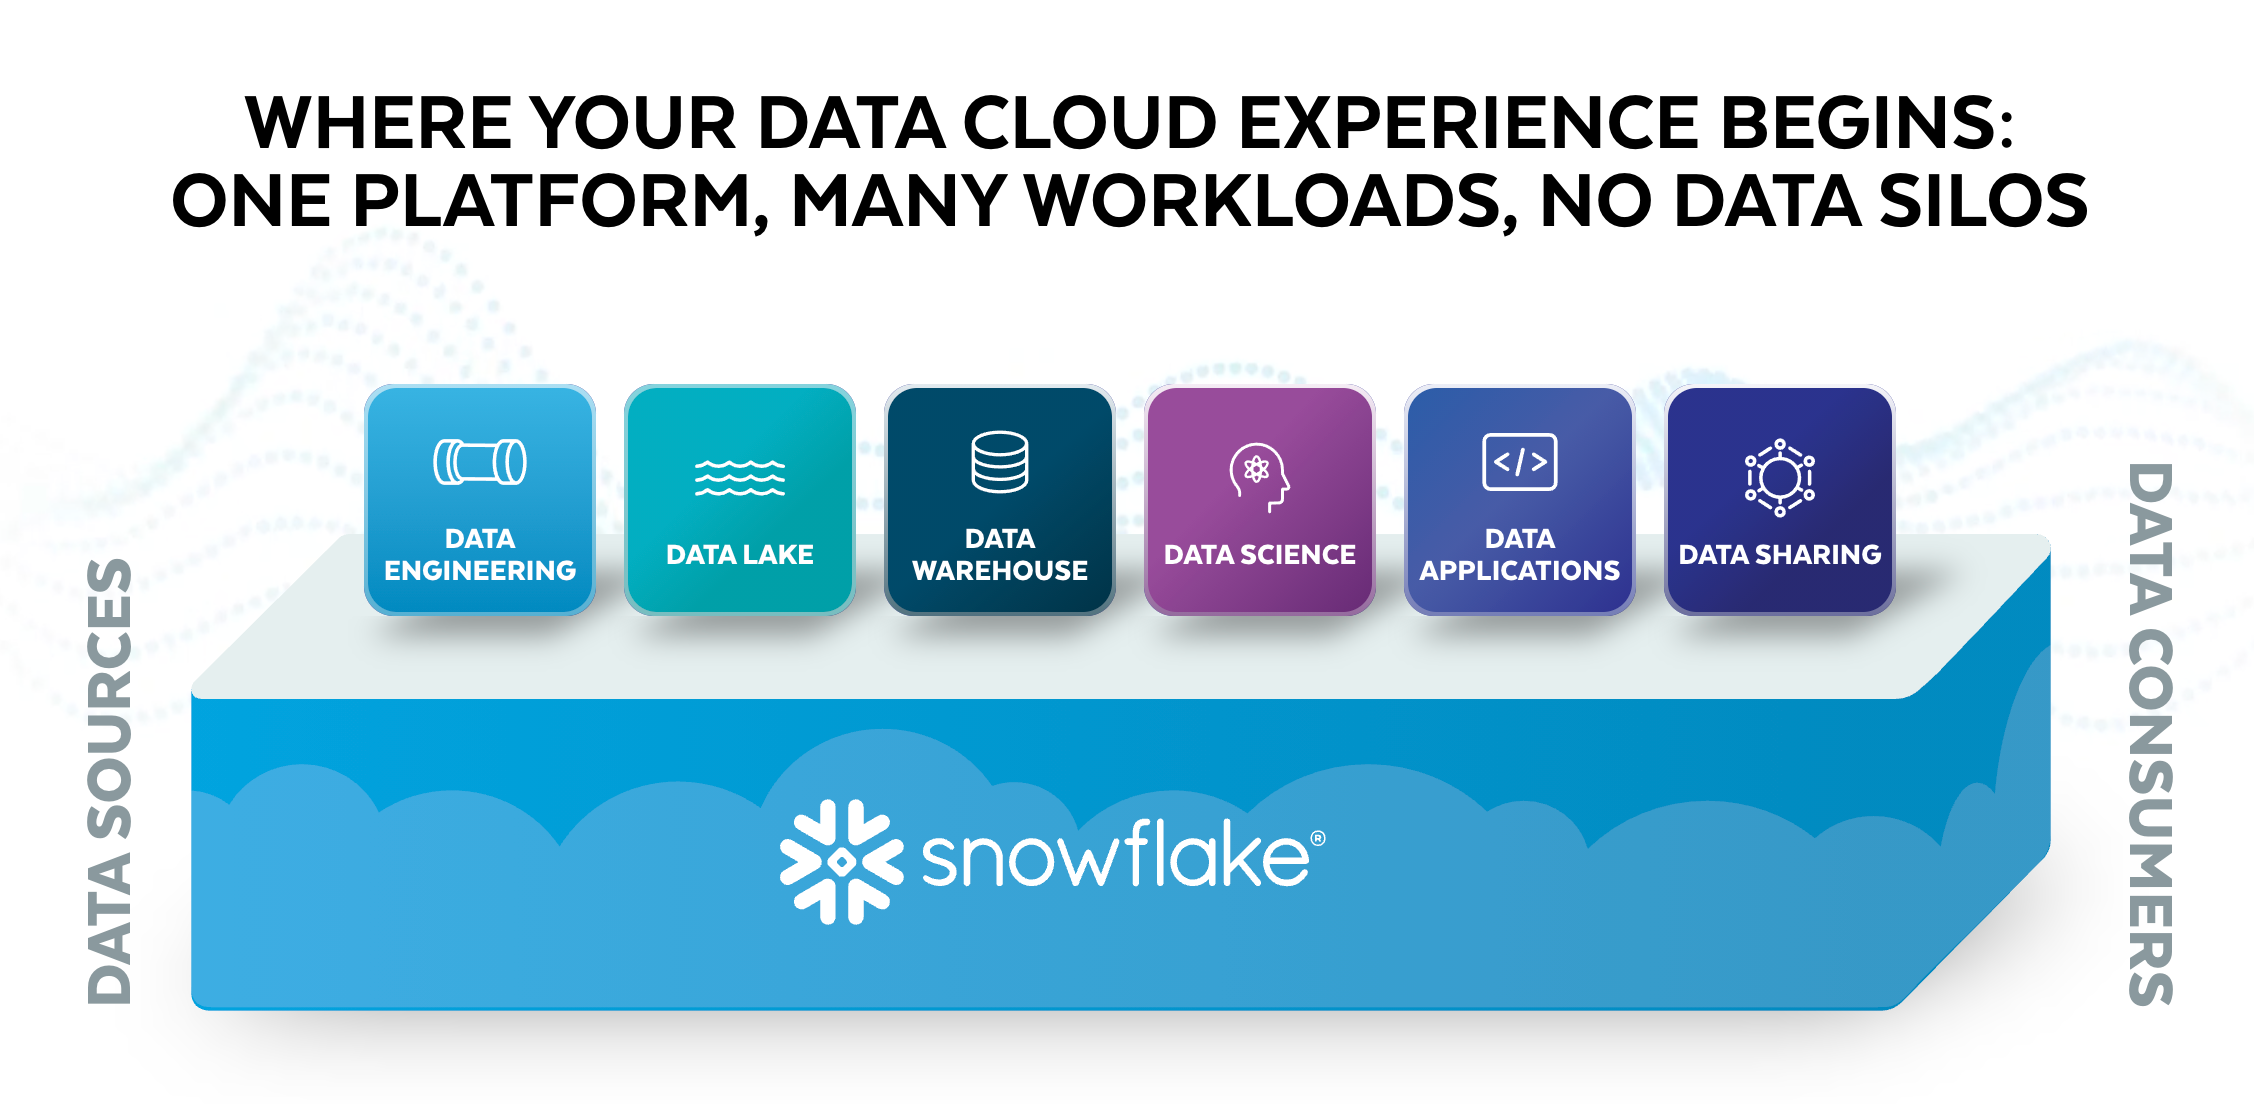 WHERE YOUR DATA CLOUD EXPERIENCE BEGINS:
ONE PLATFORM, MANY WORKLOADS, NO DATA SILOS
DATA SOURCES
DATA
ENGINEERING
DATA LAKE
DATA
WAREHOUSE
DATA SCIENCE
</>
DATA
APPLICATIONS
DATA SHARING
DATA CONSUMERS
snowflake®